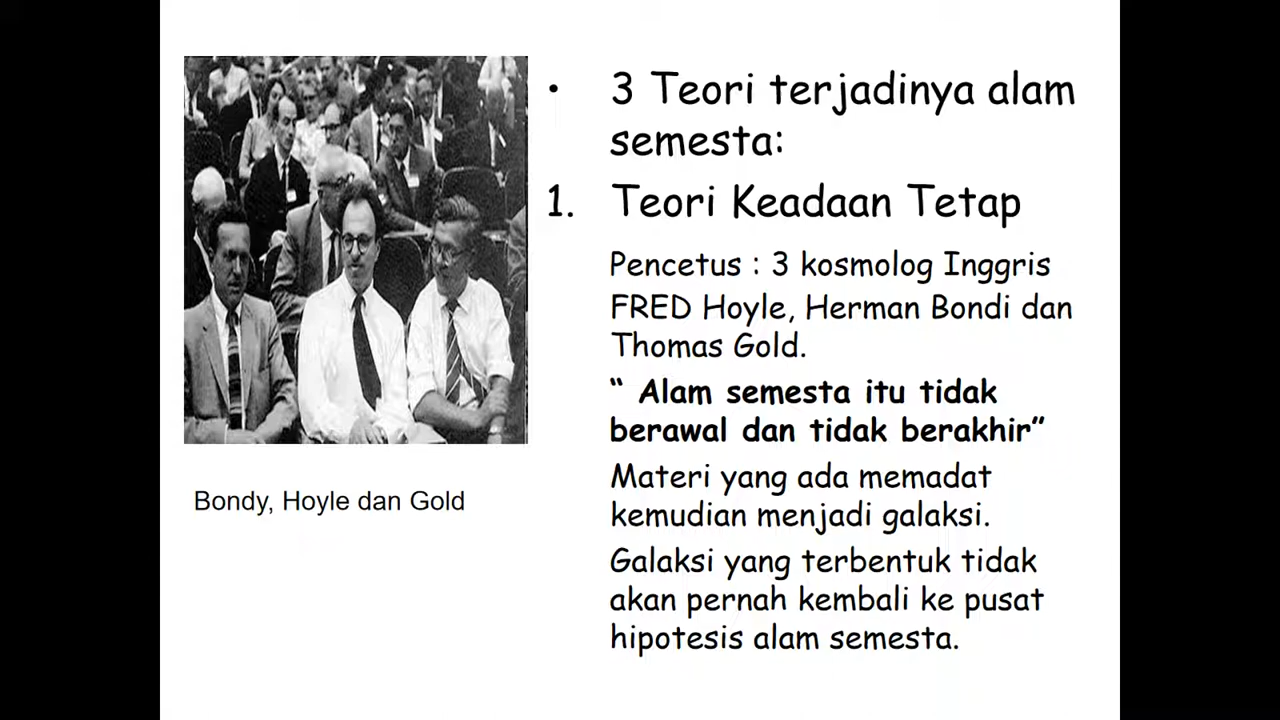 • 3 Teori terjadinya alam
semesta:
1. Teori Keadaan Tetap
Pencetus : 3 kosmolog Inggris
FRED Hoyle, Herman Bondi dan
Thomas Gold.
“ Alam semesta itu tidak
berawal dan tidak berakhir”
Materi yang ada memadat
kemudian menjadi galaksi.
Galaksi yang terbentuk tidak
akan pernah kembali ke pusat
hipotesis alam semesta.
Bondy, Hoyle dan Gold